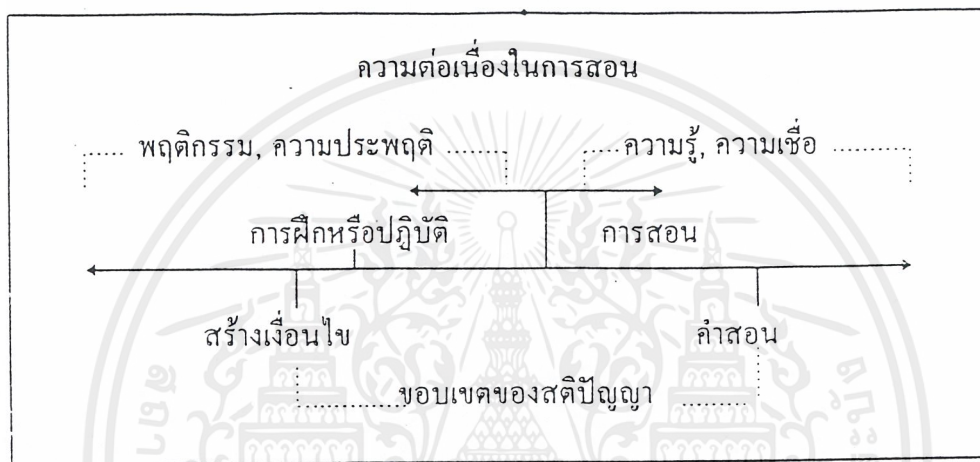 ความต่อเนื่องในการสอน
พฤติกรรม, ความประพฤติ ความรู้, ความเชื่อ
การฝึกหรือปฏิบัติ การสอน
สร้างเงื่อนไข คำสอน
ขอบเขตของสติปัญญา